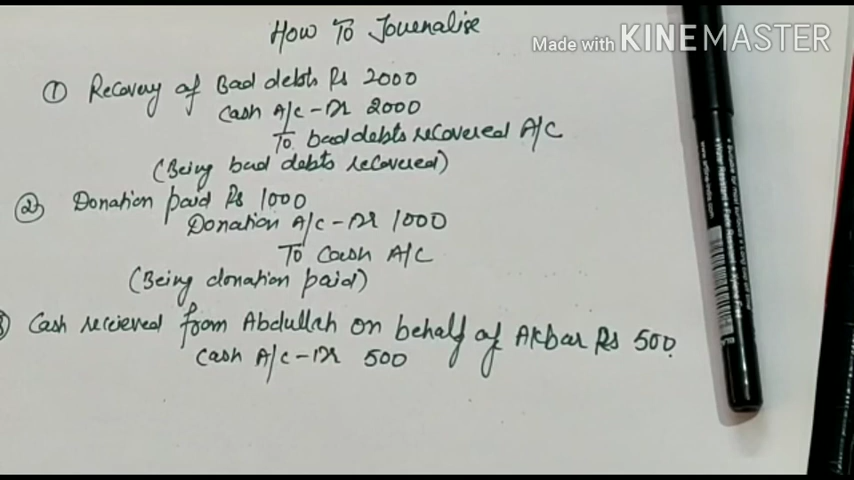 How To Journalise
Made with KINEMASTER
① Recovery of Bad debts Rs 2000
Cash A/c - Dr 2000
To bad debts recovered A/C
(Being bad debts recovered)
② Donation paid Rs 1000
Donation A/c - Dr 1000
To Cash A/C
(Being donation paid)
Cash recieved from Abdullah on behalf of Akbar Rs 500.
Cash A/c - Dr 500